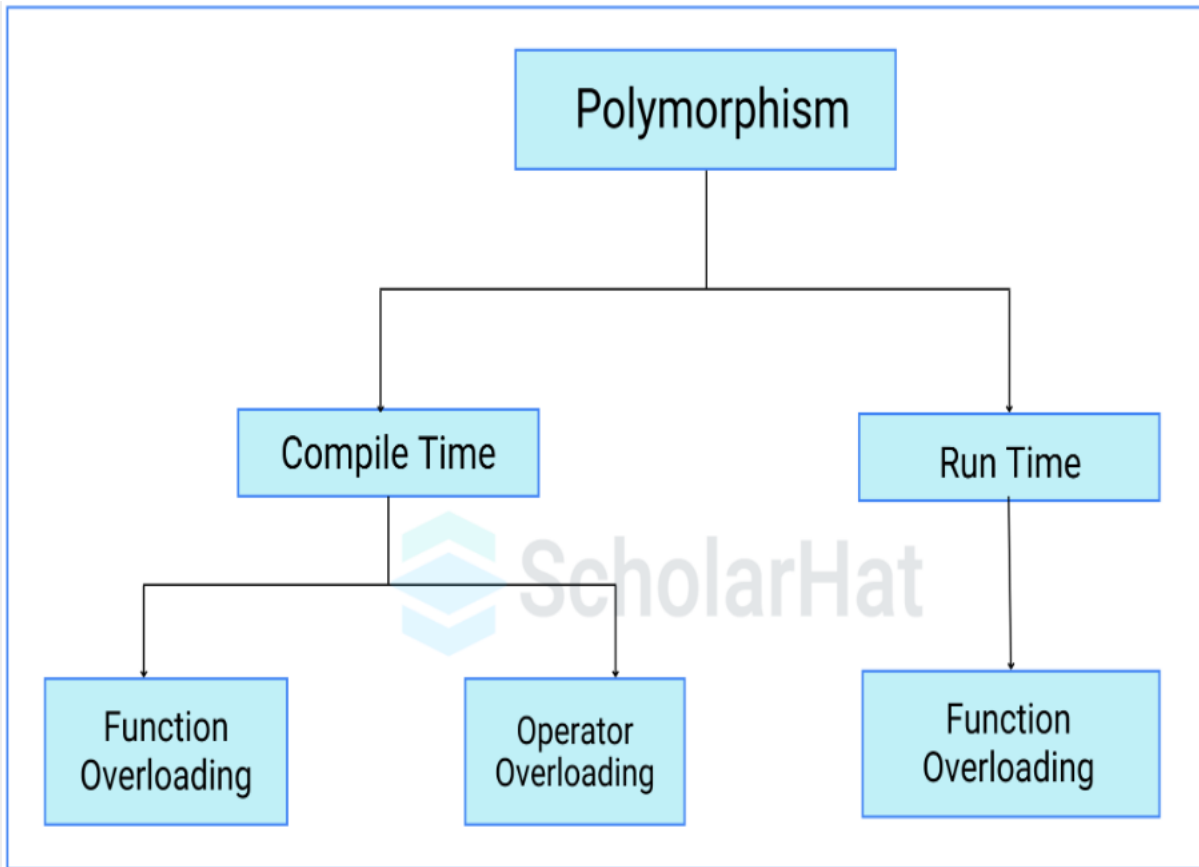 Polymorphism
Compile Time
Run Time
ScholarHat
Function
Overloading
Operator
Overloading
Function
Overloading